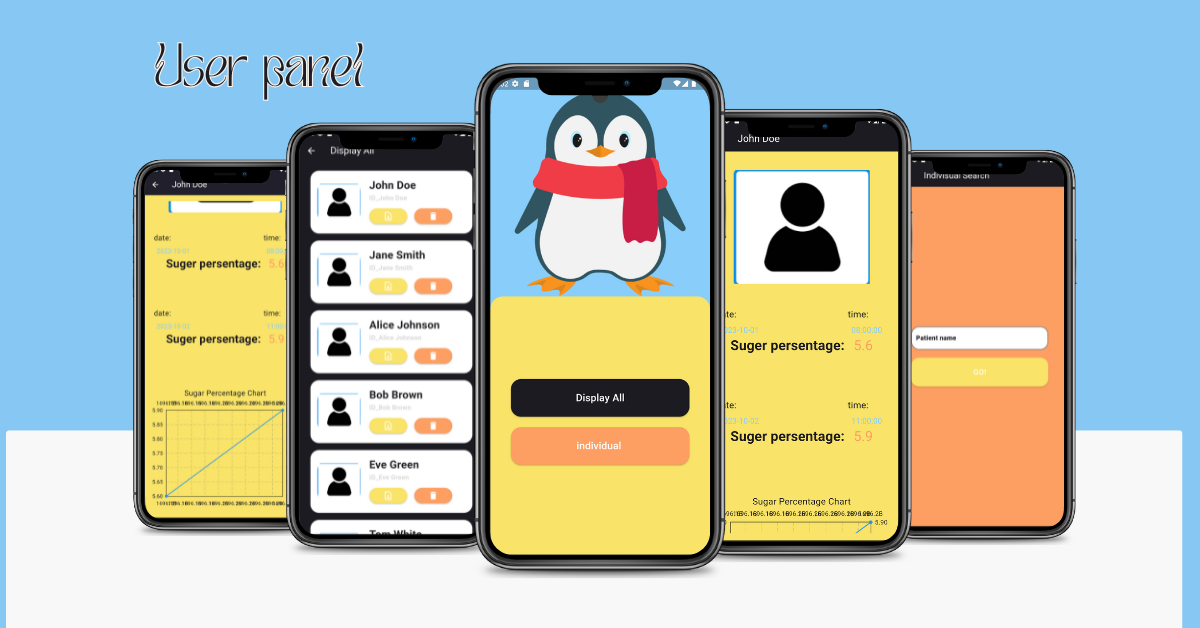 User panel
John Doe
date:
time:
2023-10-01
Suger persentage: 5.6
date:
time:
2023-10-02
Suger persentage: 5.9
Sugar Percentage Chart
5.90
5.85
5.80
5.75
5.70
5.65
5.60
Display All
John Doe
ID_John Doe
Jane Smith
ID_Jane Smith
Alice Johnson
ID_Alice Johnson
Bob Brown
ID_Bob Brown
Eve Green
ID_Eve Green
Tom White
Display All
individual
John Doe
time:
08:00:00
Suger persentage: 5.6
time:
11:00:00
Suger persentage: 5.9
Sugar Percentage Chart
5.90
Indivisual Search
Patient name
GO!